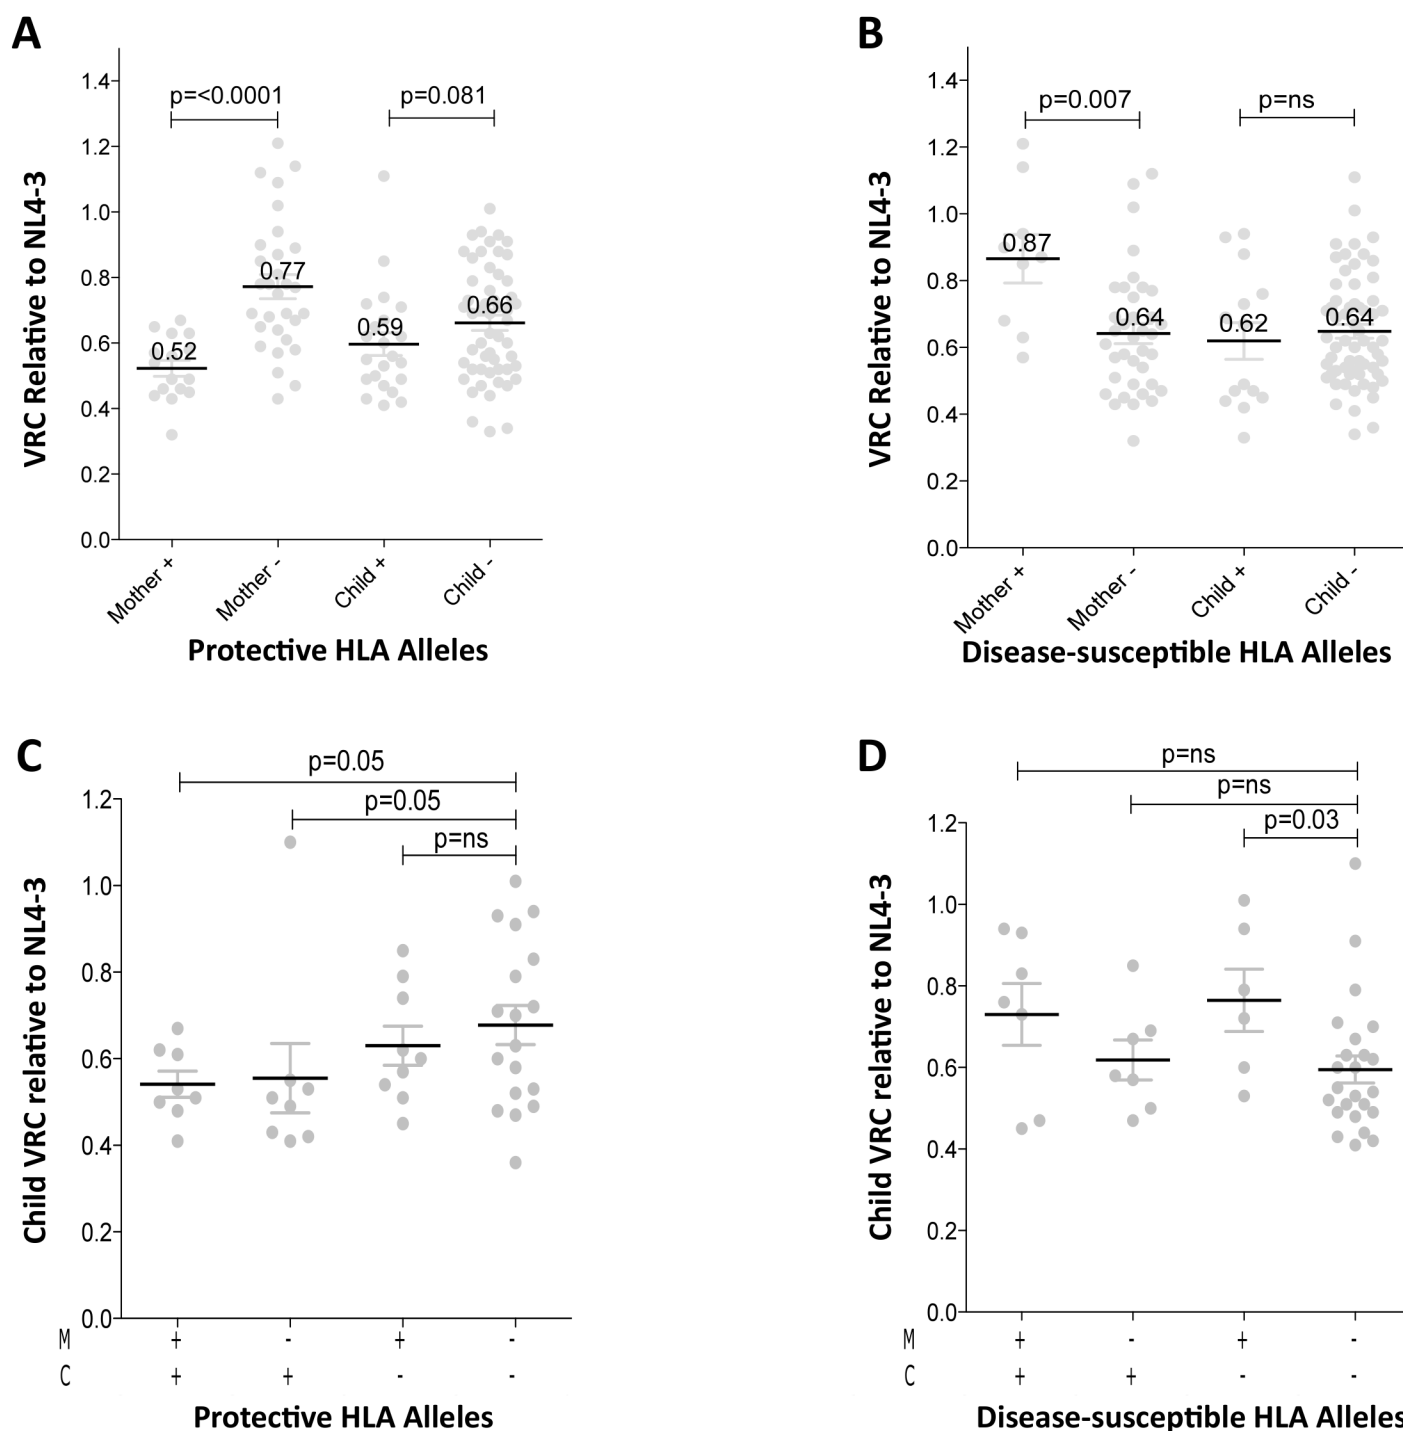 A
VRC Relative to NL4-3
1.4
1.2
1.0
0.8
0.6
0.4
0.2
0.0
p=<0.0001
p=0.081
0.52
0.77
0.59
0.66
Mother +
Mother -
Child +
Child -
Protective HLA Alleles
B
VRC Relative to NL4-3
1.4
1.2
1.0
0.8
0.6
0.4
0.2
0.0
p=0.007
p=ns
0.87
0.64
0.62
0.64
Mother +
Mother -
Child +
Child -
Disease-susceptible HLA Alleles
C
Child VRC relative to NL4-3
1.2
1.0
0.8
0.6
0.4
0.2
0.0
p=0.05
p=0.05
p=ns
M + - + -
C + + - -
Protective HLA Alleles
D
Child VRC relative to NL4-3
1.2
1.0
0.8
0.6
0.4
0.2
0.0
p=ns
p=ns
p=0.03
M + - + -
C + + - -
Disease-susceptible HLA Alleles